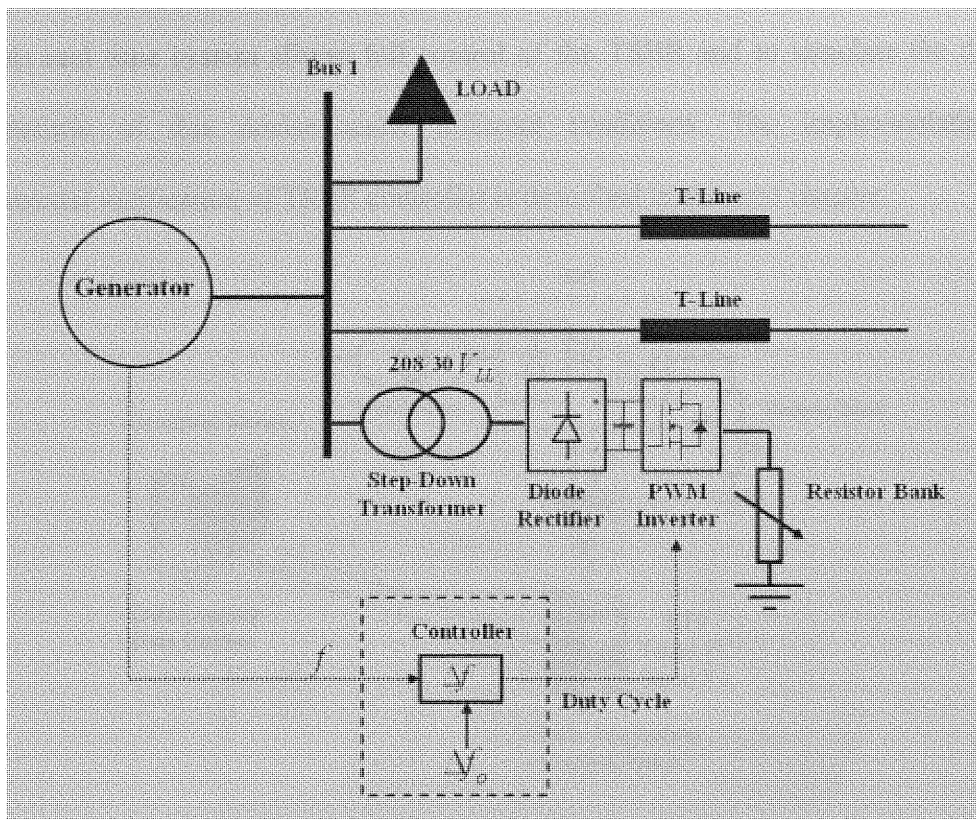 Bus 1
LOAD
T-Line
Generator
T-Line
208 30 V_LL
Step-Down
Transformer
Diode
Rectifier
PWM
Inverter
Resistor Bank
Controller
f
Duty Cycle